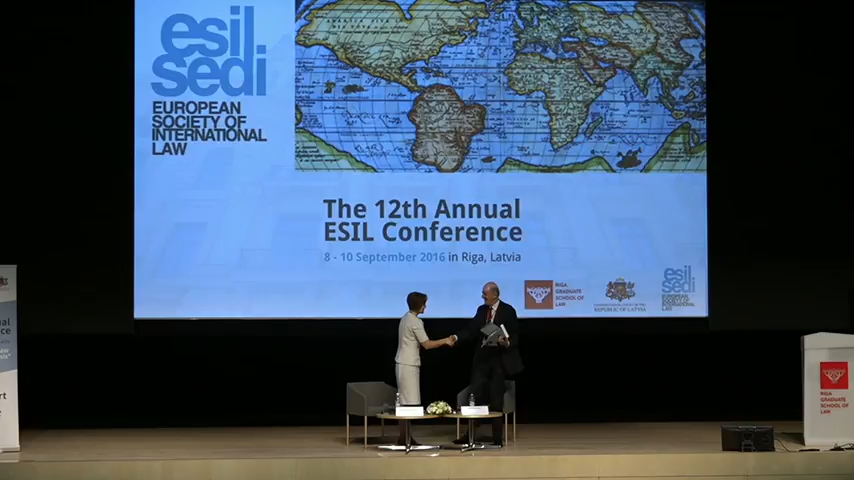 esil
sedi
EUROPEAN
SOCIETY OF
INTERNATIONAL
LAW
The 12th Annual
ESIL Conference
8 - 10 September 2016 in Riga, Latvia
RIGA
GRADUATE
SCHOOL OF
LAW
REPUBLIC OF LATVIA
esil
sedi
RIGA
GRADUATE
SCHOOL OF
LAW